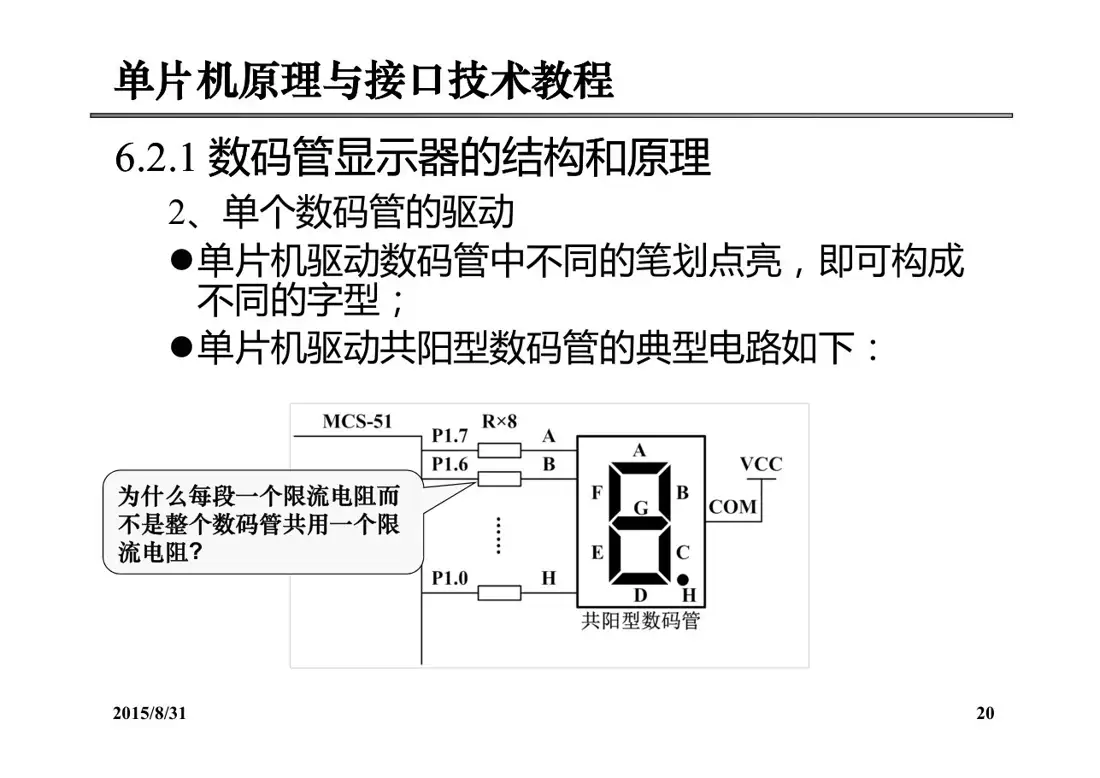 单片机原理与接口技术教程
6.2.1 数码管显示器的结构和原理
2、单个数码管的驱动
●单片机驱动数码管中不同的笔划点亮，即可构成
不同的字型；
●单片机驱动共阳型数码管的典型电路如下：
MCS-51
R×8
P1.7
A
P1.6
B
为什么每段一个限流电阻而
不是整个数码管共用一个限
流电阻?
P1.0
H
A
F
B
G
E
C
D
H
VCC
COM
共阳型数码管
2015/8/31
20